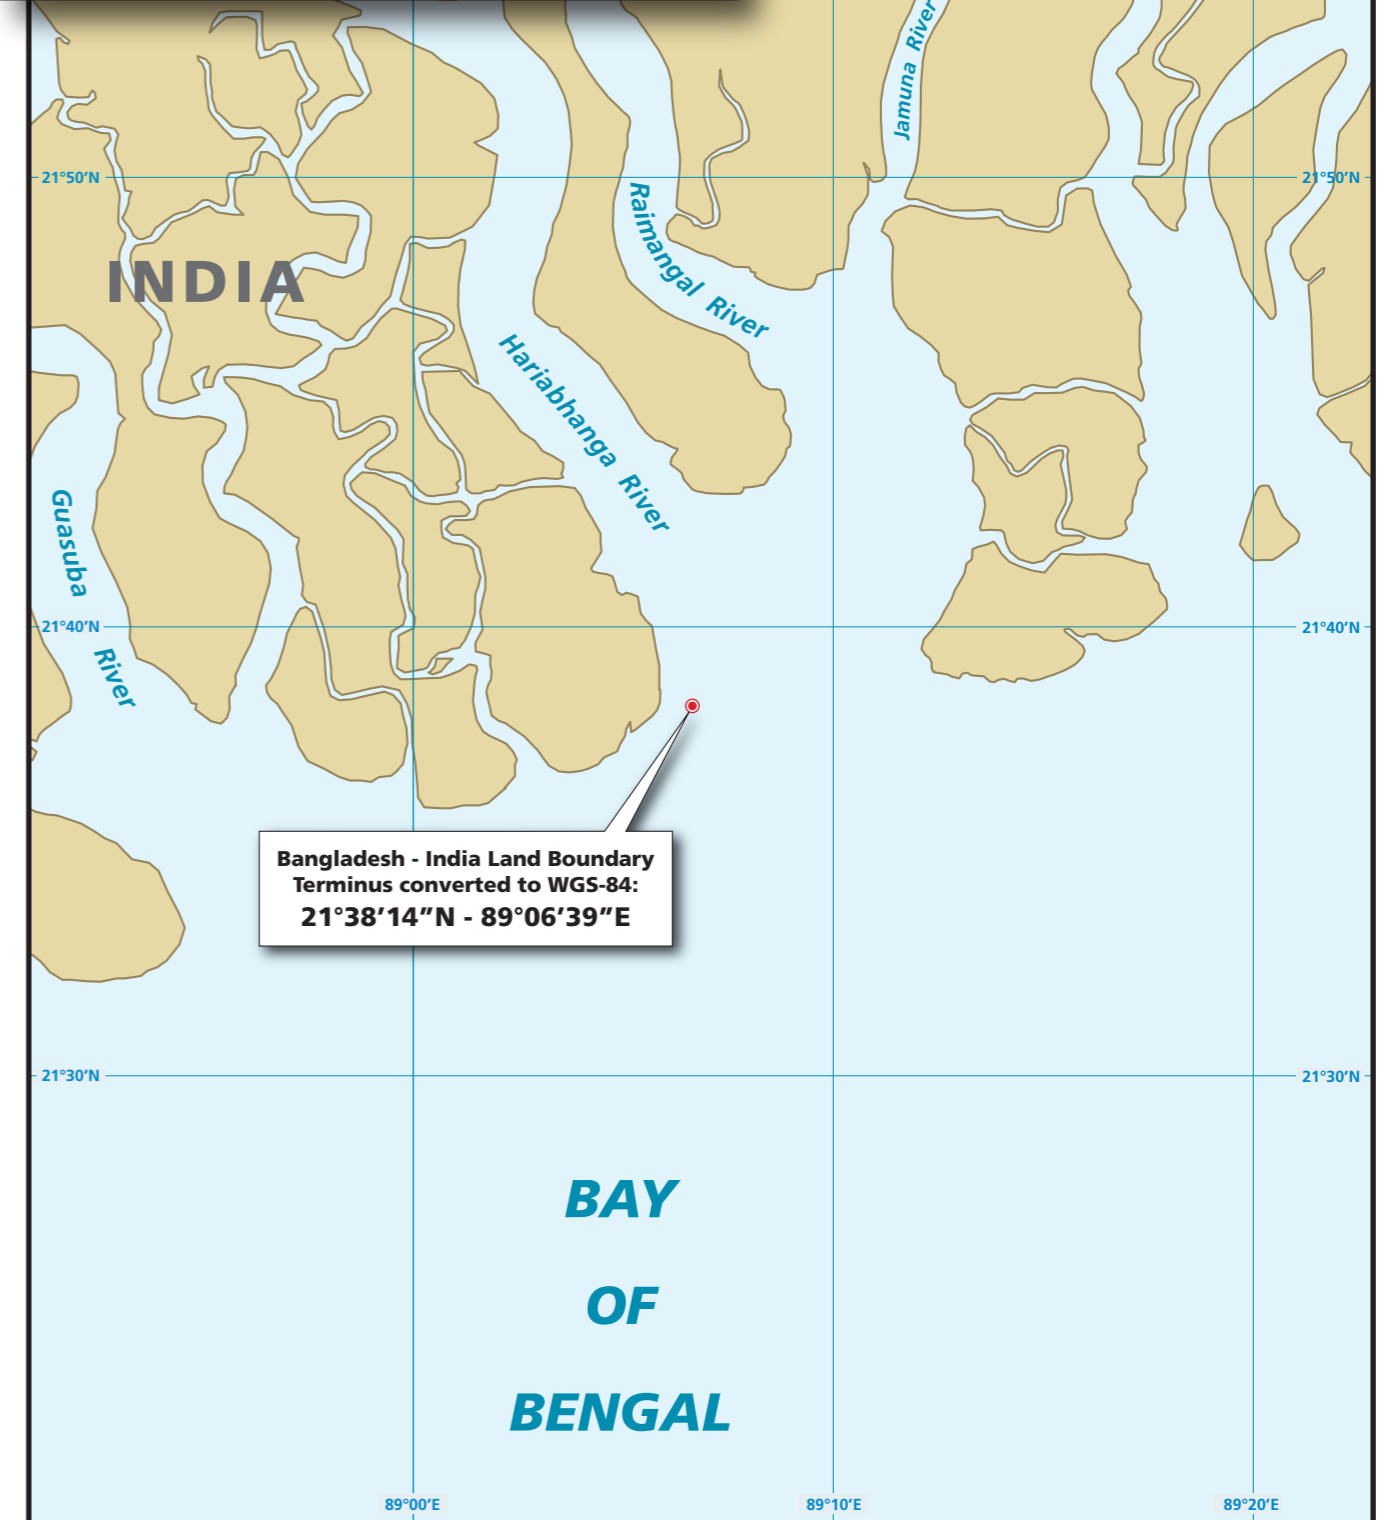 Jamuna River
21°50′N
21°50′N
Raimangal River
INDIA
Hariabhanga River
Guasuba River
21°40′N
21°40′N
Bangladesh - India Land Boundary
Terminus converted to WGS-84:
21°38′14″N - 89°06′39″E
21°30′N
21°30′N
BAY
OF
BENGAL
89°00′E
89°10′E
89°20′E